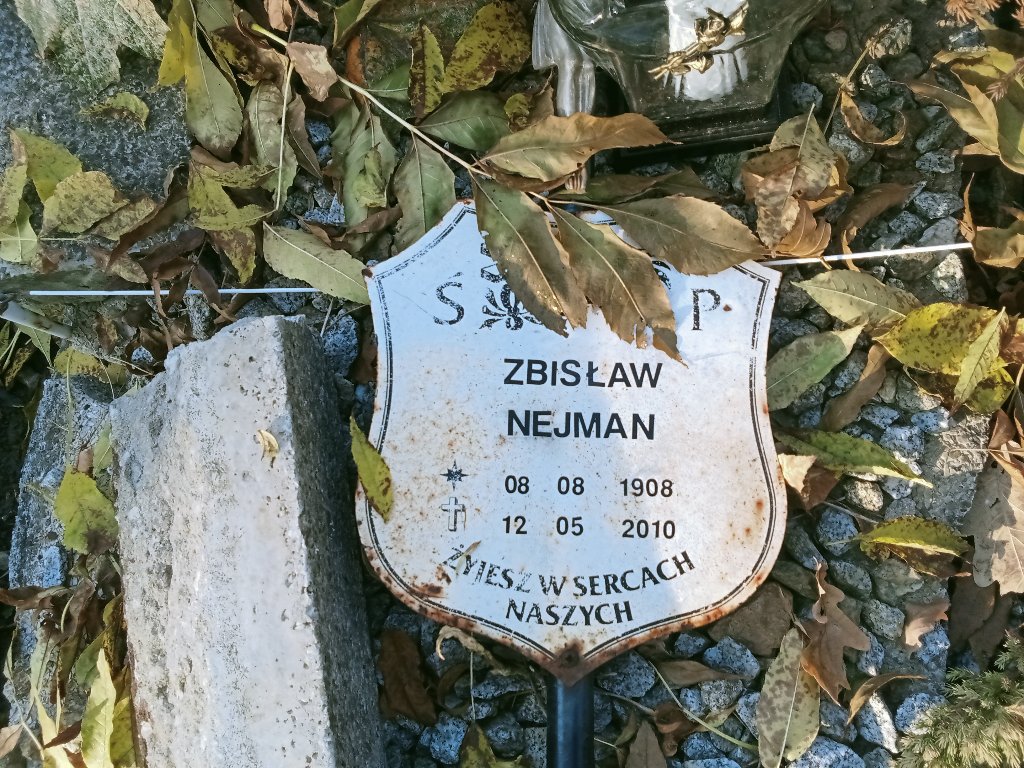 Ś P
ZBISŁAW
NEJMAN
08 08 1908
12 05 2010
ŻYJESZ W SERCACH
NASZYCH